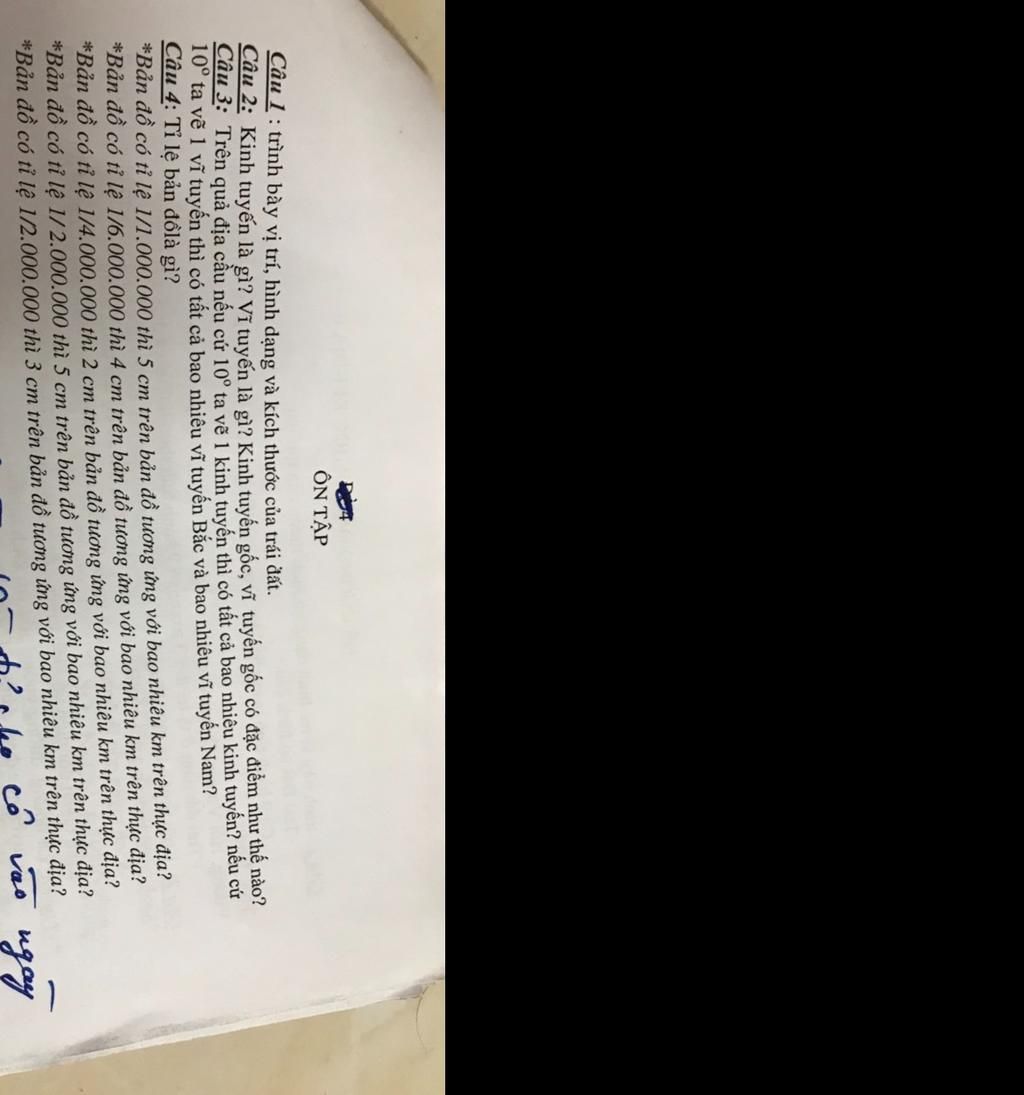 ÔN TẬP
Câu 1 : trình bày vị trí, hình dạng và kích thước của trái đất.
Câu 2: Kinh tuyến là gì? Vĩ tuyến là gì? Kinh tuyến gốc, vĩ tuyến gốc có đặc điểm như thế nào?
Câu 3: Trên quả địa cầu nếu cứ 10⁰ ta vẽ 1 kinh tuyến thì có tất cả bao nhiêu kinh tuyến? nếu cứ
10⁰ ta vẽ 1 vĩ tuyến thì có tất cả bao nhiêu vĩ tuyến Bắc và bao nhiêu vĩ tuyến Nam?
Câu 4: Tỉ lệ bản đồlà gì?
*Bản đồ có tỉ lệ 1/1.000.000 thì 5 cm trên bản đồ tương ứng với bao nhiêu km trên thực địa?
*Bản đồ có tỉ lệ 1/6.000.000 thì 4 cm trên bản đồ tương ứng với bao nhiêu km trên thực địa?
*Bản đồ có tỉ lệ 1/4.000.000 thì 2 cm trên bản đồ tương ứng với bao nhiêu km trên thực địa?
*Bản đồ có tỉ lệ 1/ 2.000.000 thì 5 cm trên bản đồ tương ứng với bao nhiêu km trên thực địa?
*Bản đồ có tỉ lệ 1/2.000.000 thì 3 cm trên bản đồ tương ứng với bao nhiêu km trên thực địa?
cô vào ngày